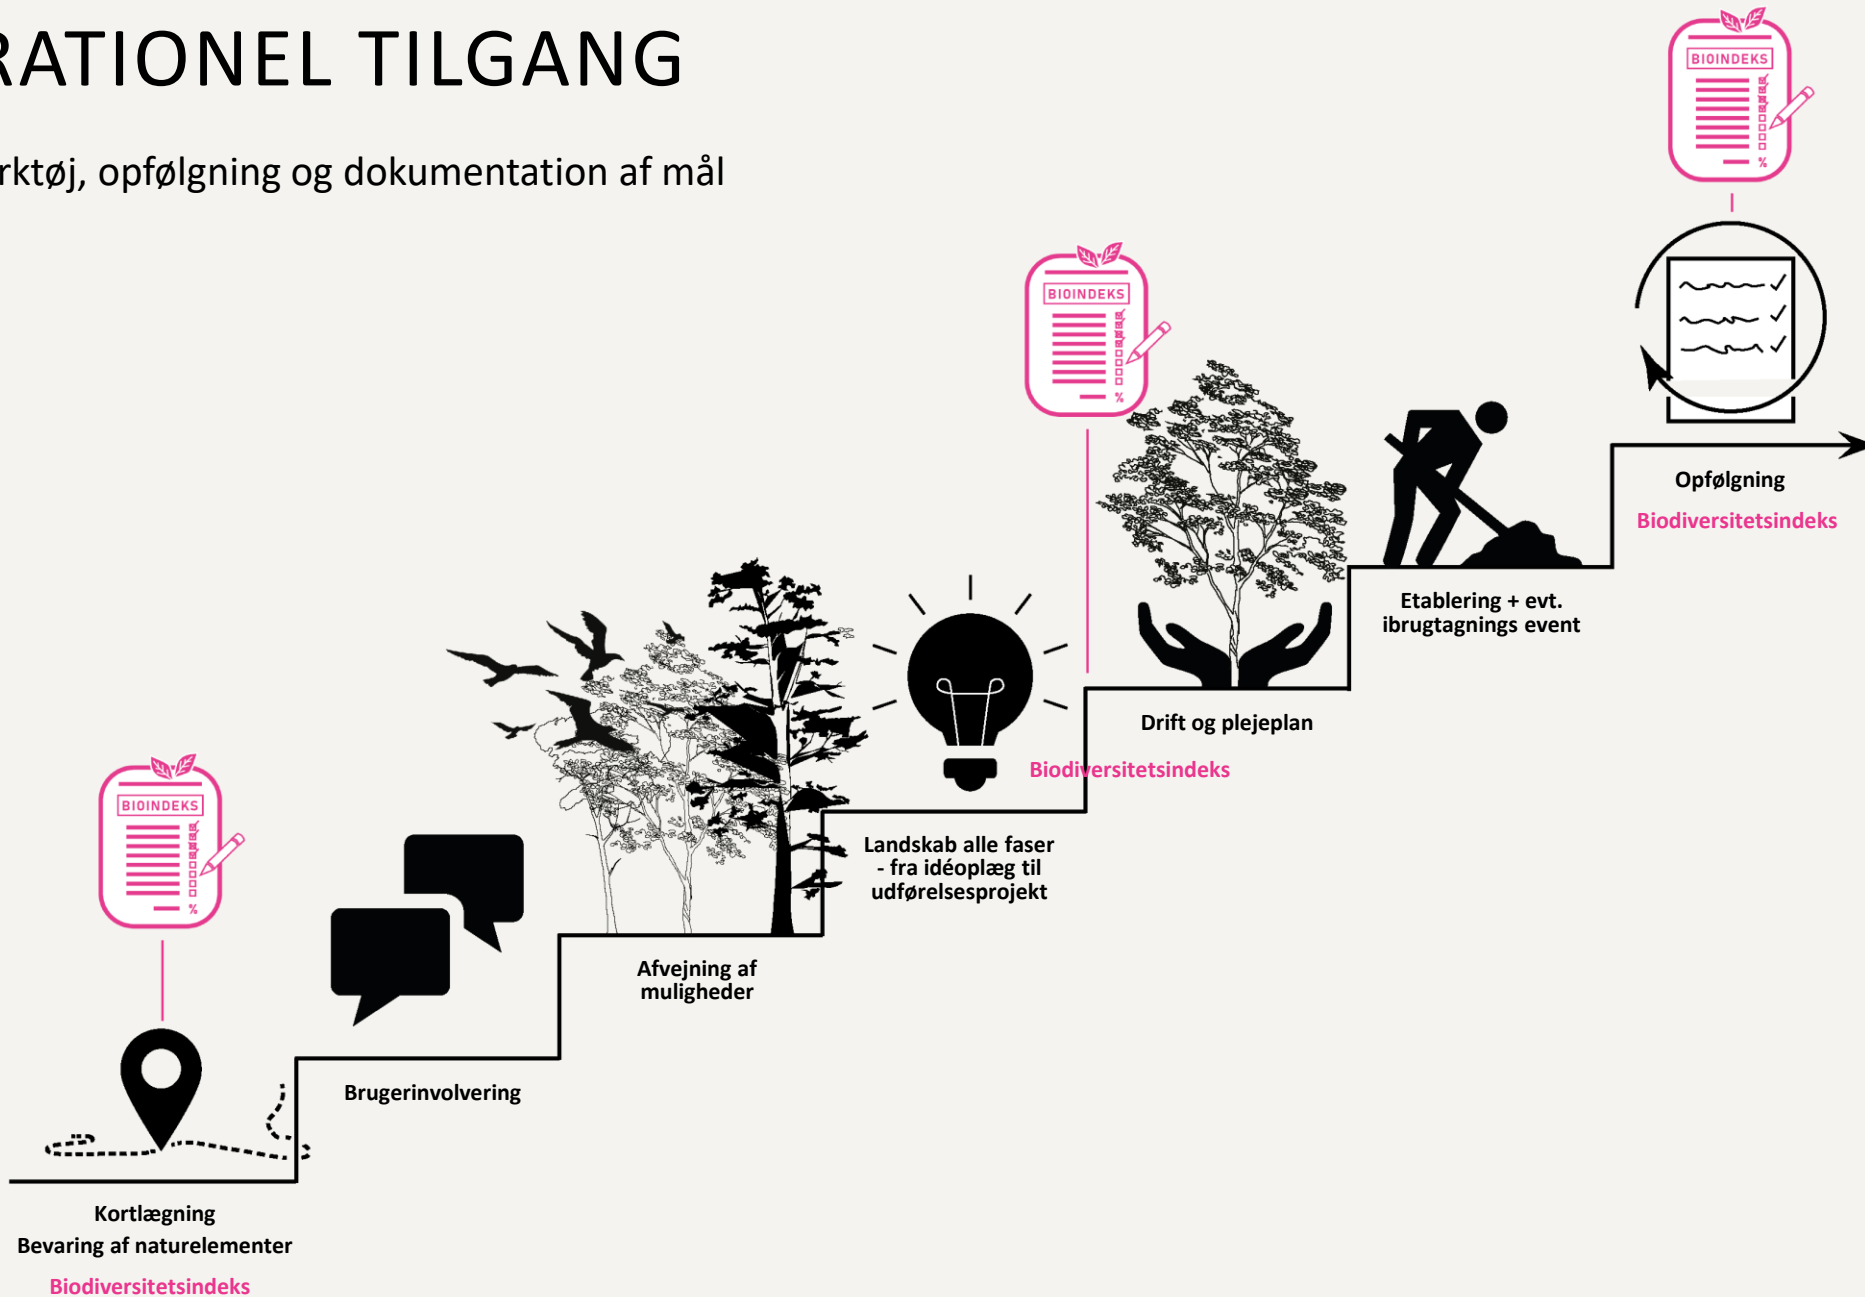 RATIONEL TILGANG
rktøj, opfølgning og dokumentation af mål
BIOINDEKS
%
BIOINDEKS
%
BIOINDEKS
%
Kortlægning
Bevaring af naturelementer
Biodiversitetsindeks
Brugerinvolvering
Afvejning af
muligheder
Landskab alle faser
- fra idéoplæg til
udførelsesprojekt
Biodiversitetsindeks
Drift og plejeplan
Etablering + evt.
ibrugtagnings event
Opfølgning
Biodiversitetsindeks